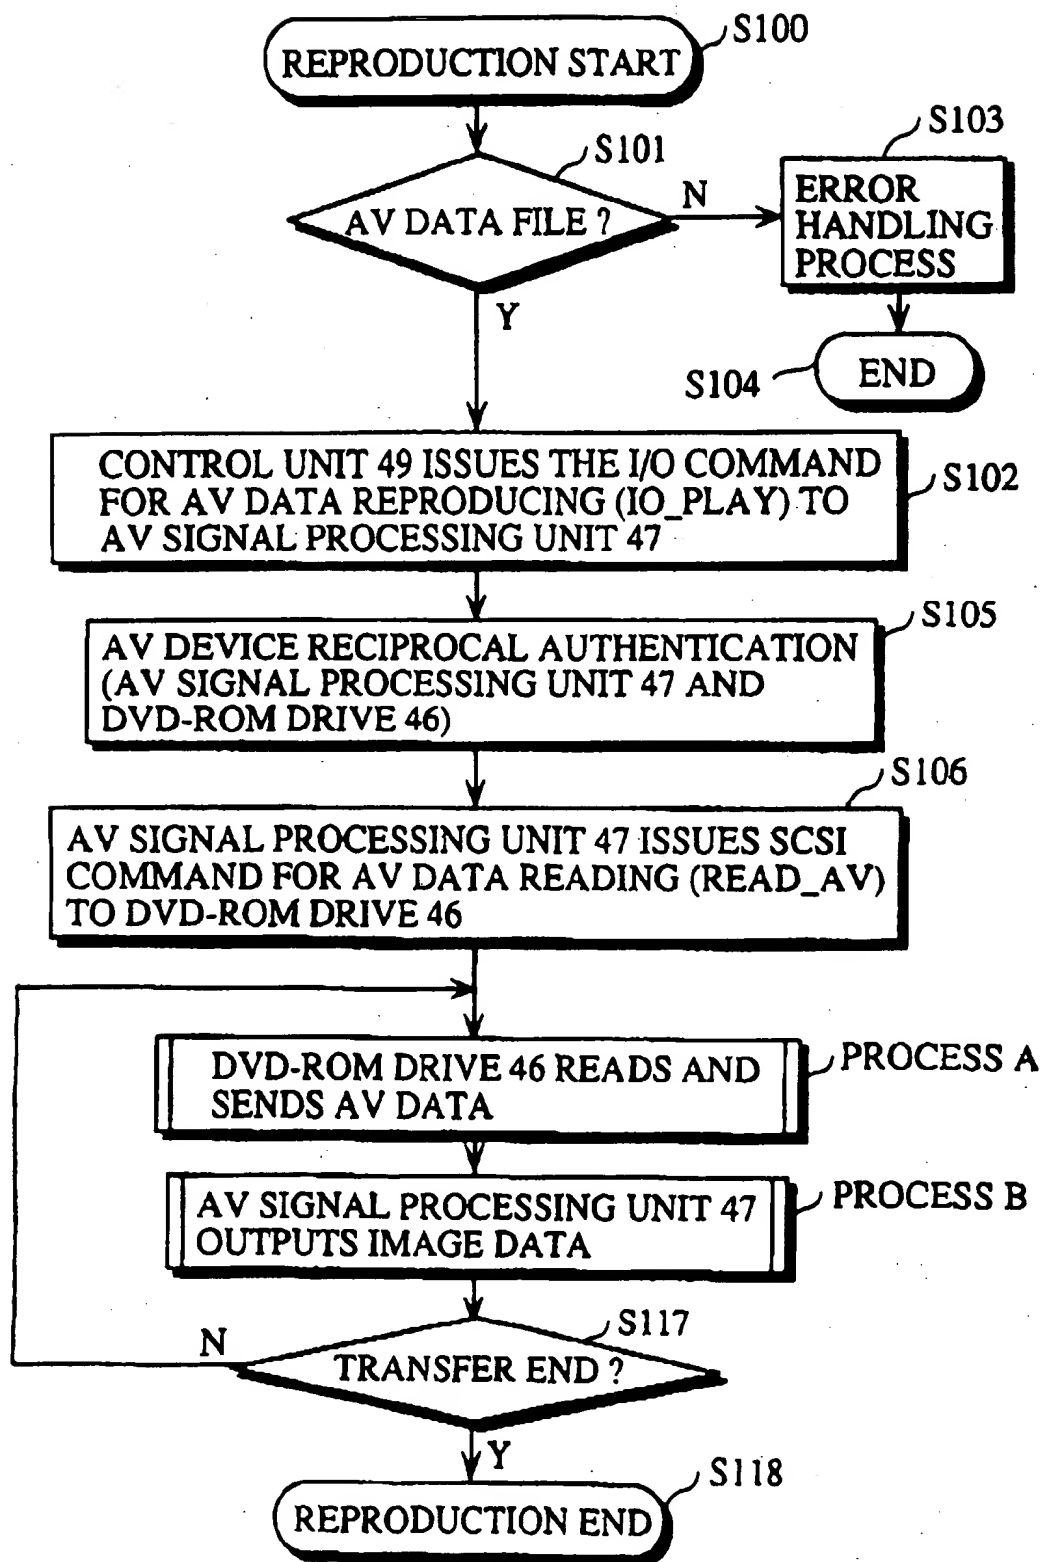 S100
REPRODUCTION START
S101
AV DATA FILE ?
N
S103
ERROR
HANDLING
PROCESS
Y
S104
END
CONTROL UNIT 49 ISSUES THE I/O COMMAND
FOR AV DATA REPRODUCING (IO_PLAY) TO
AV SIGNAL PROCESSING UNIT 47
S102
S105
AV DEVICE RECIPROCAL AUTHENTICATION
(AV SIGNAL PROCESSING UNIT 47 AND
DVD-ROM DRIVE 46)
S106
AV SIGNAL PROCESSING UNIT 47 ISSUES SCSI
COMMAND FOR AV DATA READING (READ_AV)
TO DVD-ROM DRIVE 46
DVD-ROM DRIVE 46 READS AND
SENDS AV DATA
PROCESS A
AV SIGNAL PROCESSING UNIT 47
OUTPUTS IMAGE DATA
PROCESS B
S117
N
TRANSFER END ?
Y
S118
REPRODUCTION END